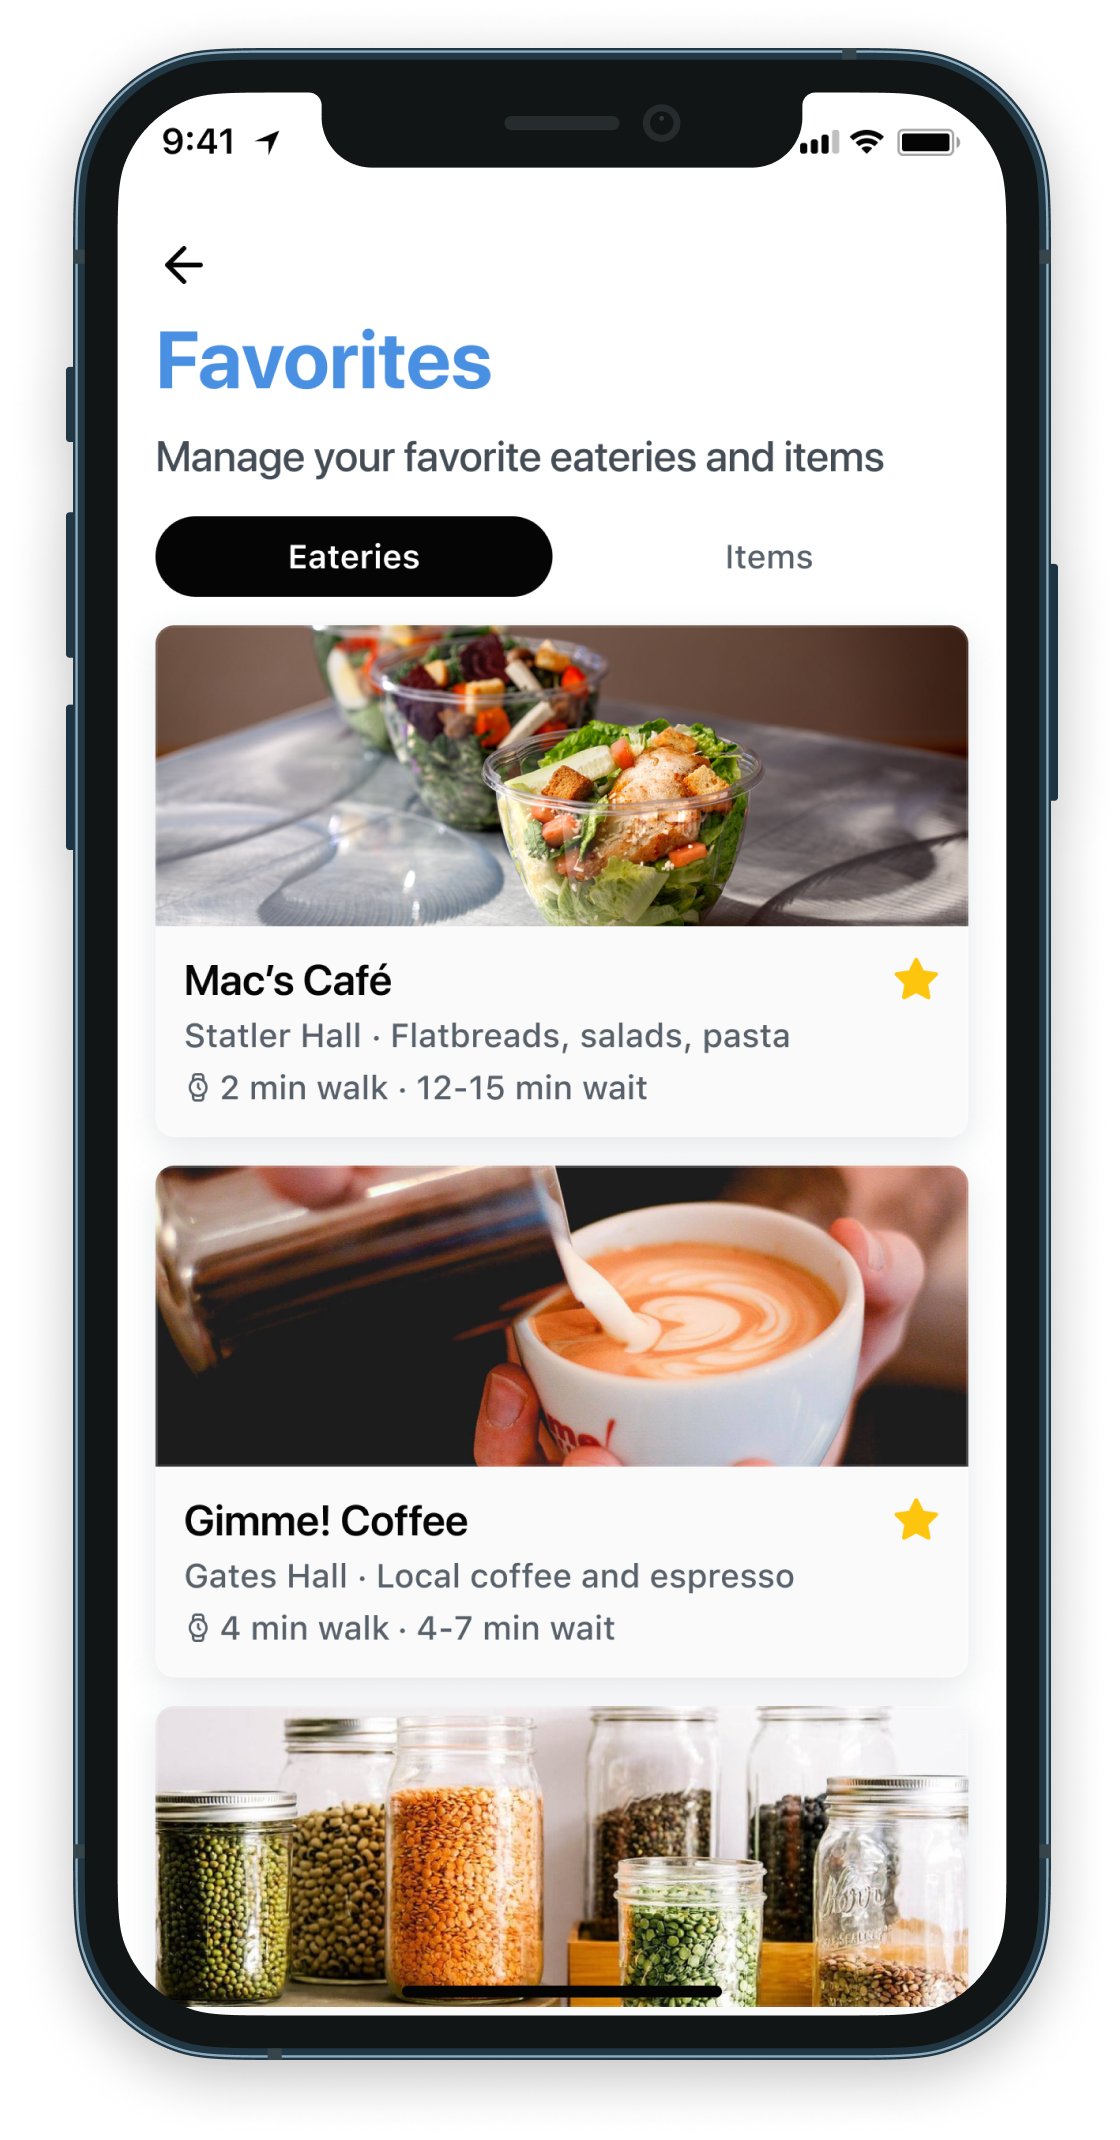 9:41
Favorites
Manage your favorite eateries and items
Eateries
Items
Mac’s Café
Statler Hall · Flatbreads, salads, pasta
2 min walk · 12-15 min wait
me!
Gimme! Coffee
Gates Hall · Local coffee and espresso
4 min walk · 4-7 min wait